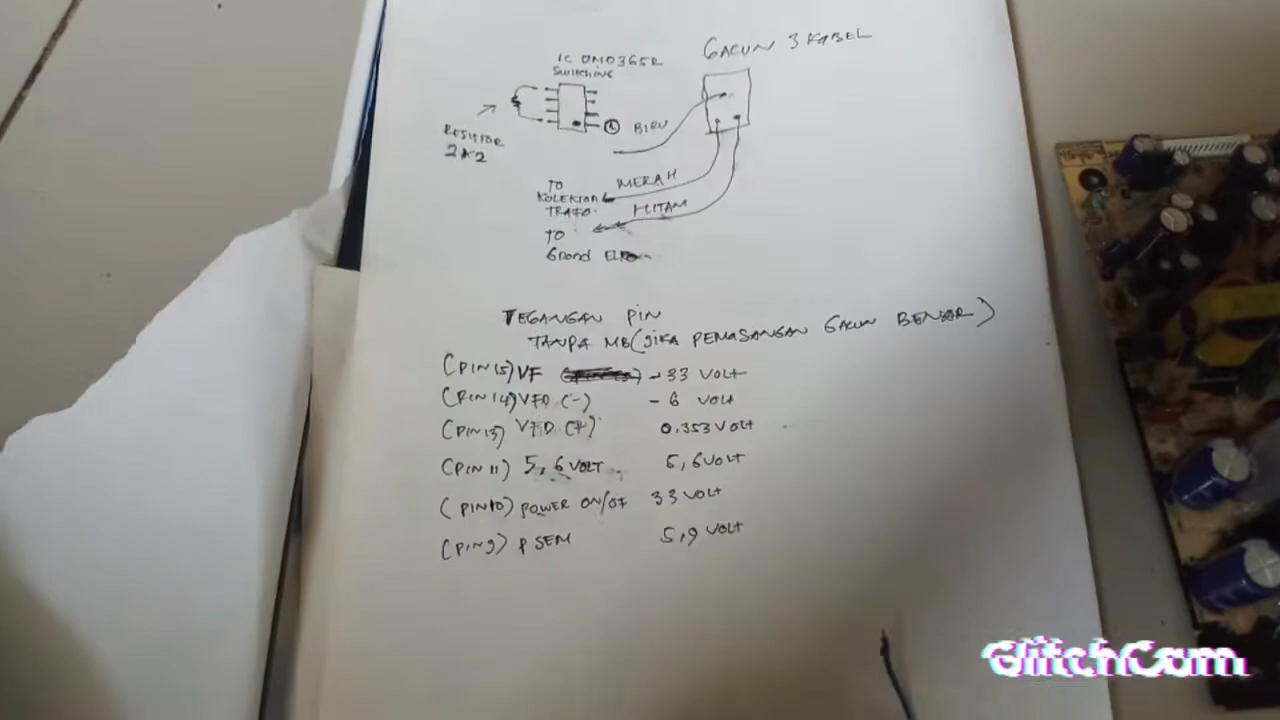 GACUN 3 KABEL
IC DM0365R
SWITCHING
RESISTOR
2K2
BIRU
MERAH
TO
KOLEKTOR
TRAFO.
HITAM
TO
Grond
TEGANGAN PIN
TANPA MB (JIKA PEMASANGAN GACUN BENAR)
(PIN 15) VF -33 VOLT
(PIN 14) VFD (-) -6 VOLT
(PIN 13) VFD (+) 0,353 VOLT
(PIN 11) 5,6 VOLT 5,6 VOLT
(PIN 10) POWER ON/OF 33 VOLT
(PIN 9) P SEM 5,9 VOLT
GlitchCam